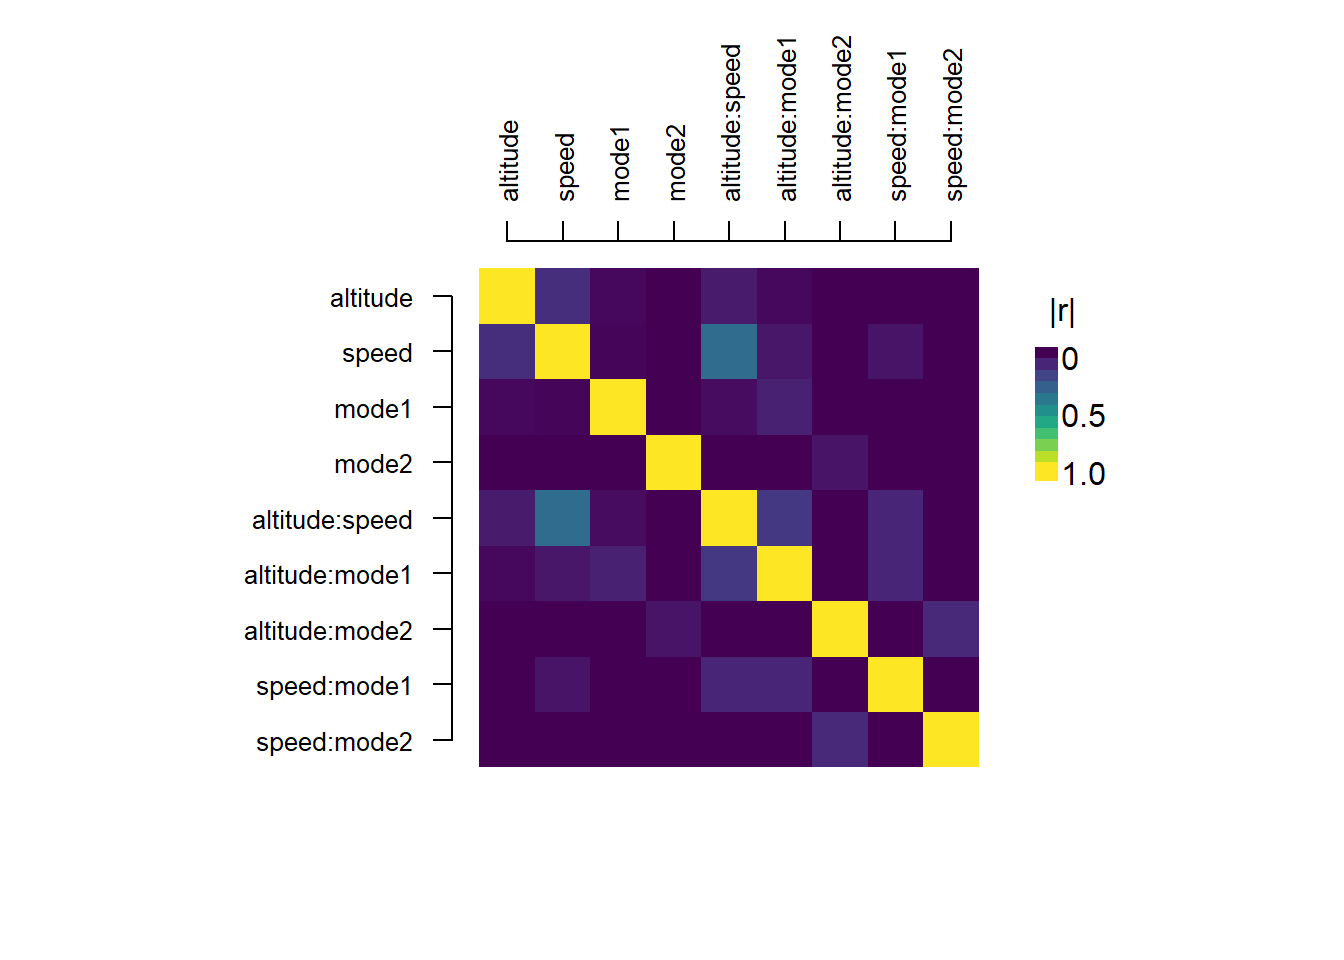 altitude
speed
mode1
mode2
altitude:speed
altitude:mode1
altitude:mode2
speed:mode1
speed:mode2
altitude
speed
mode1
mode2
altitude:speed
altitude:mode1
altitude:mode2
speed:mode1
speed:mode2
|r|
0
0.5
1.0